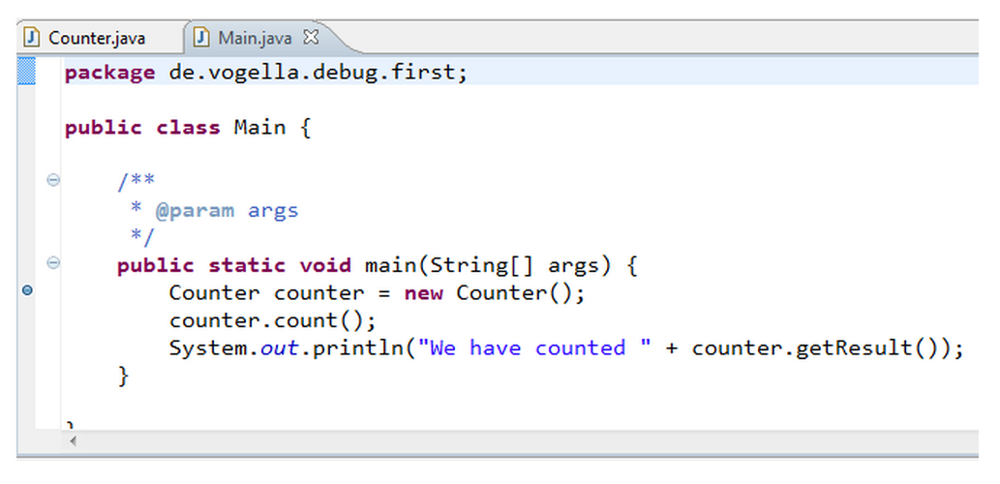 Counter.java Main.java
package de.vogella.debug.first;
public class Main {
/**
* @param args
*/
public static void main(String[] args) {
Counter counter = new Counter();
counter.count();
System.out.println("We have counted " + counter.getResult());
}
}